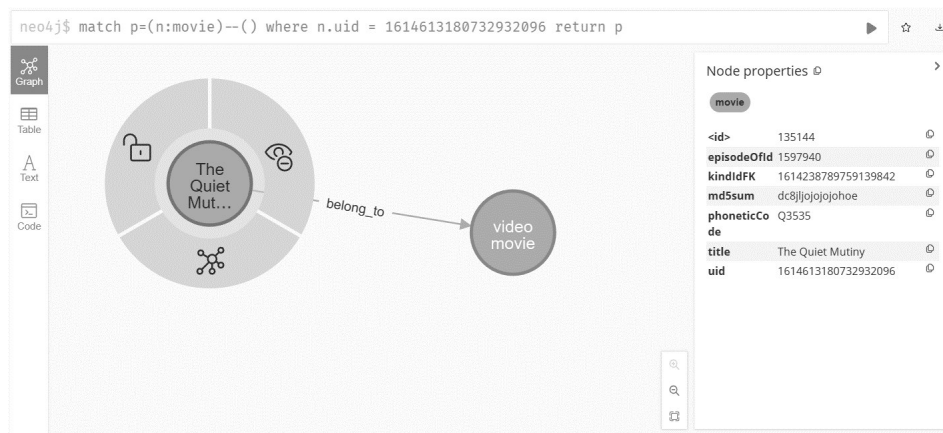 neo4j$ match p=(n:movie)--() where n.uid = 1614613180732932096 return p
Graph
Table
Text
Code
The
Quiet
Mut...
belong_to
video
movie
Node properties
movie
<id> 135144
episodeOfId 1597940
kindIdFK 1614238789759139842
md5sum dc8jljojojojohoe
phoneticCo
de Q3535
title The Quiet Mutiny
uid 1614613180732932096